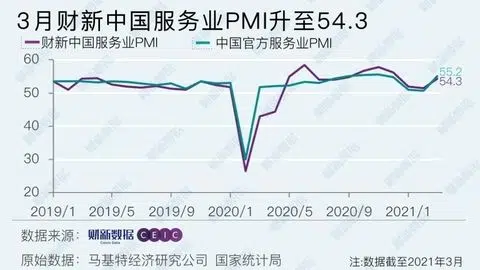 3月财新中国服务业PMI升至54.3
财新中国服务业PMI
中国官方服务业PMI
60
50
40
30
20
55.2
54.3
2019/1
2019/5
2019/9
2020/1
2020/5
2020/9
2021/1
数据来源：财新数据 CEIC
Caixin Data
原始数据：马基特经济研究公司 国家统计局
注:数据截至2021年3月